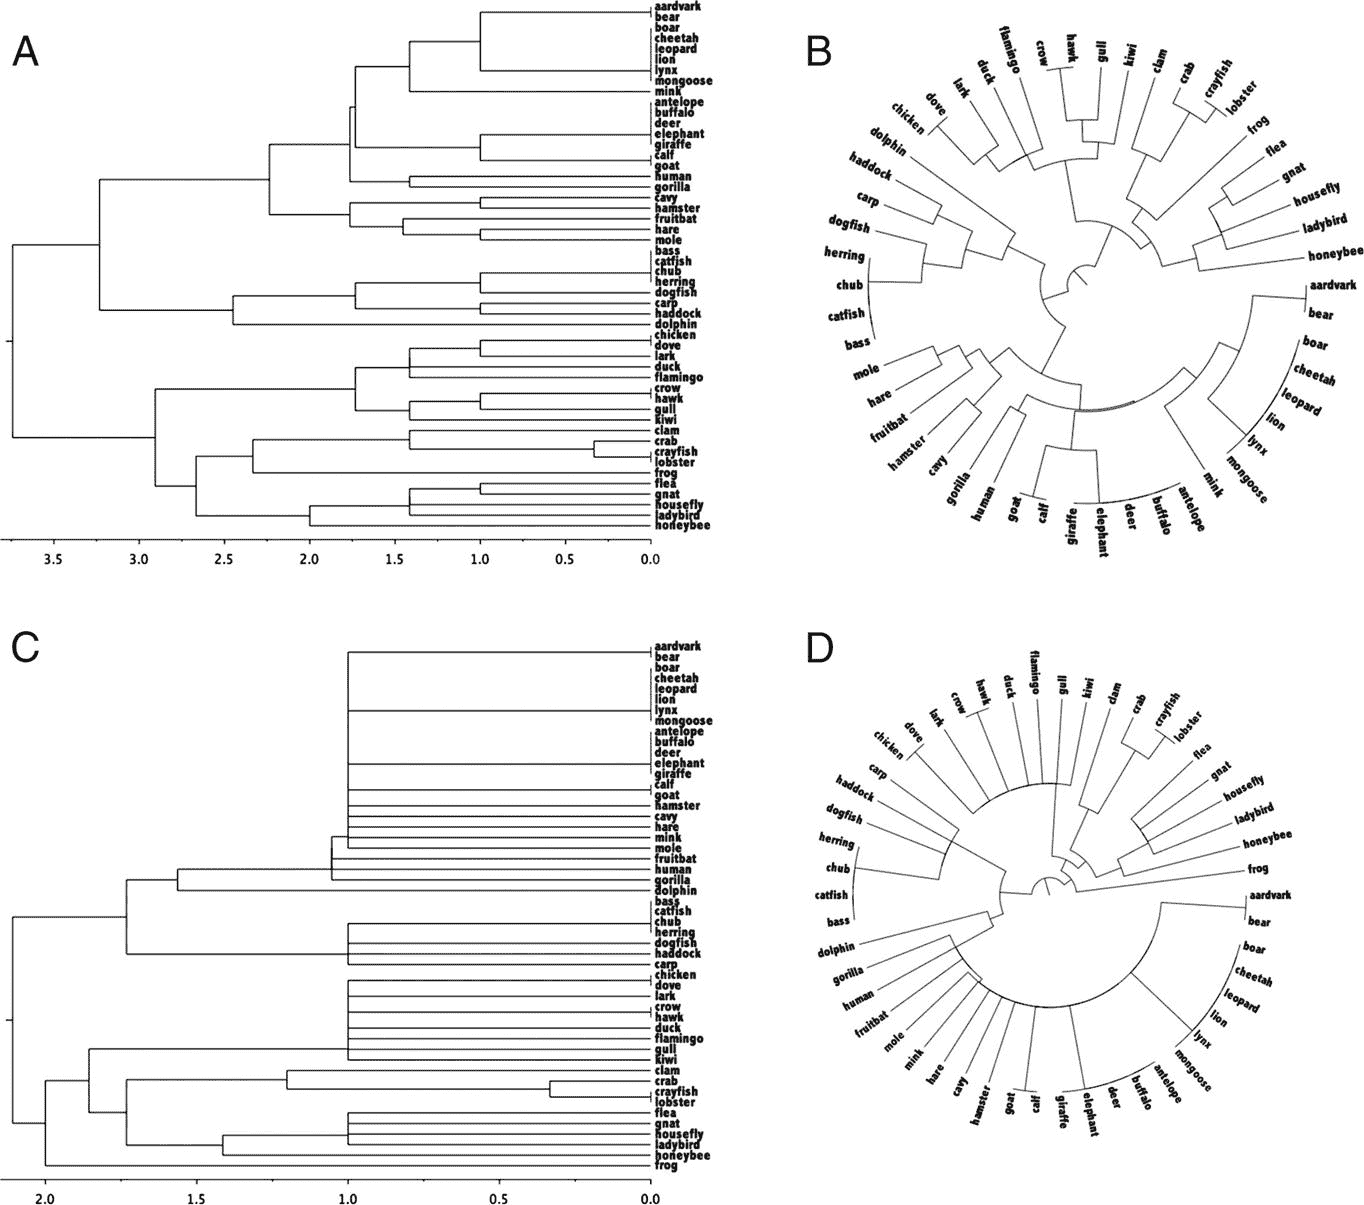 A
aardvark
bear
boar
cheetah
leopard
lion
lynx
mongoose
mink
antelope
buffalo
deer
elephant
giraffe
calf
goat
human
gorilla
cavy
hamster
fruitbat
hare
mole
bass
catfish
chub
herring
dogfish
carp
haddock
dolphin
chicken
dove
lark
duck
flamingo
crow
hawk
gull
kiwi
clam
crab
crayfish
lobster
frog
flea
gnat
housefly
ladybird
honeybee
3.5 3.0 2.5 2.0 1.5 1.0 0.5 0.0
B
dolphin
chicken
dove
lark
duck
flamingo
crow
hawk
gull
kiwi
clam
crab
crayfish
lobster
frog
flea
gnat
housefly
ladybird
honeybee
aardvark
bear
boar
cheetah
leopard
lion
lynx
mongoose
mink
antelope
buffalo
deer
elephant
giraffe
calf
goat
human
gorilla
cavy
hamster
fruitbat
hare
mole
bass
catfish
chub
herring
dogfish
carp
haddock
C
aardvark
bear
boar
cheetah
leopard
lion
lynx
mongoose
antelope
buffalo
deer
elephant
giraffe
calf
goat
hamster
cavy
hare
mink
mole
fruitbat
human
gorilla
dolphin
bass
catfish
chub
herring
dogfish
haddock
carp
chicken
dove
lark
crow
hawk
duck
flamingo
gull
kiwi
clam
crab
crayfish
lobster
flea
gnat
housefly
ladybird
honeybee
frog
2.0 1.5 1.0 0.5 0.0
D
carp
chicken
dove
lark
crow
hawk
duck
flamingo
gull
kiwi
clam
crab
crayfish
lobster
flea
gnat
housefly
ladybird
honeybee
frog
aardvark
bear
boar
cheetah
leopard
lion
lynx
mongoose
antelope
buffalo
deer
elephant
giraffe
calf
goat
hamster
cavy
hare
mink
mole
fruitbat
human
gorilla
dolphin
bass
catfish
chub
herring
dogfish
haddock